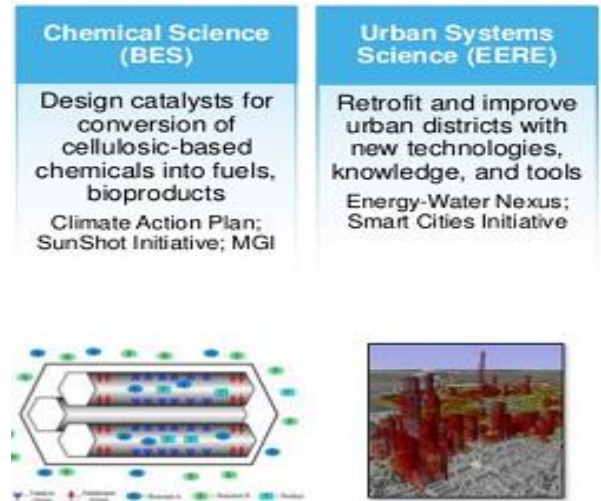 Chemical Science
(BES)
Design catalysts for
conversion of
cellulosic-based
chemicals into fuels,
bioproducts
Climate Action Plan;
SunShot Initiative; MGI
Urban Systems
Science (EERE)
Retrofit and improve
urban districts with
new technologies,
knowledge, and tools
Energy-Water Nexus;
Smart Cities Initiative